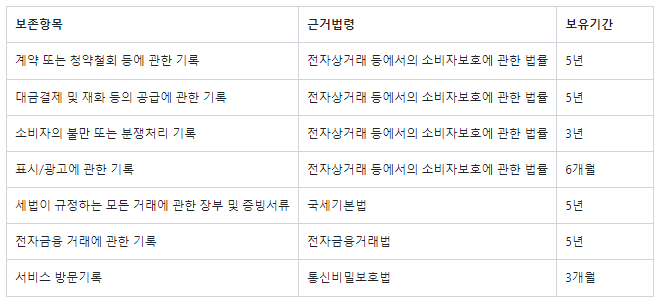 보존항목 근거법령 보유기간
계약 또는 청약철회 등에 관한 기록 전자상거래 등에서의 소비자보호에 관한 법률 5년
대금결제 및 재화 등의 공급에 관한 기록 전자상거래 등에서의 소비자보호에 관한 법률 5년
소비자의 불만 또는 분쟁처리 기록 전자상거래 등에서의 소비자보호에 관한 법률 3년
표시/광고에 관한 기록 전자상거래 등에서의 소비자보호에 관한 법률 6개월
세법이 규정하는 모든 거래에 관한 장부 및 증빙서류 국세기본법 5년
전자금융 거래에 관한 기록 전자금융거래법 5년
서비스 방문기록 통신비밀보호법 3개월